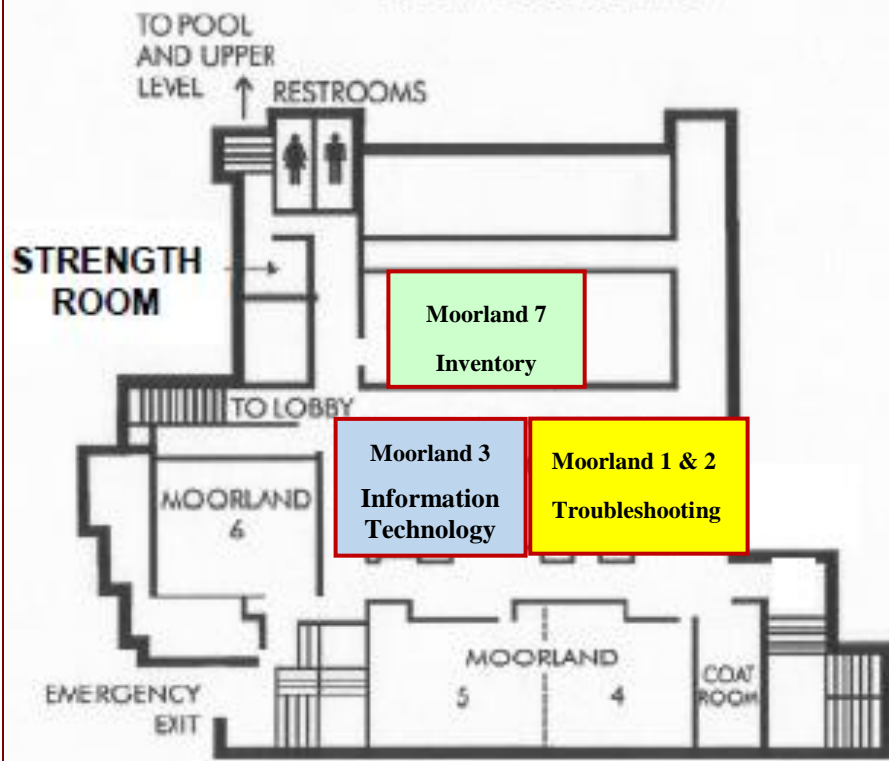 TO POOL
AND UPPER
LEVEL
RESTROOMS
STRENGTH
ROOM
Moorland 7
Inventory
TO LOBBY
Moorland 3
Information
Technology
Moorland 1 & 2
Troubleshooting
MOORLAND
6
MOORLAND
5
4
COAT
ROOM
EMERGENCY
EXIT